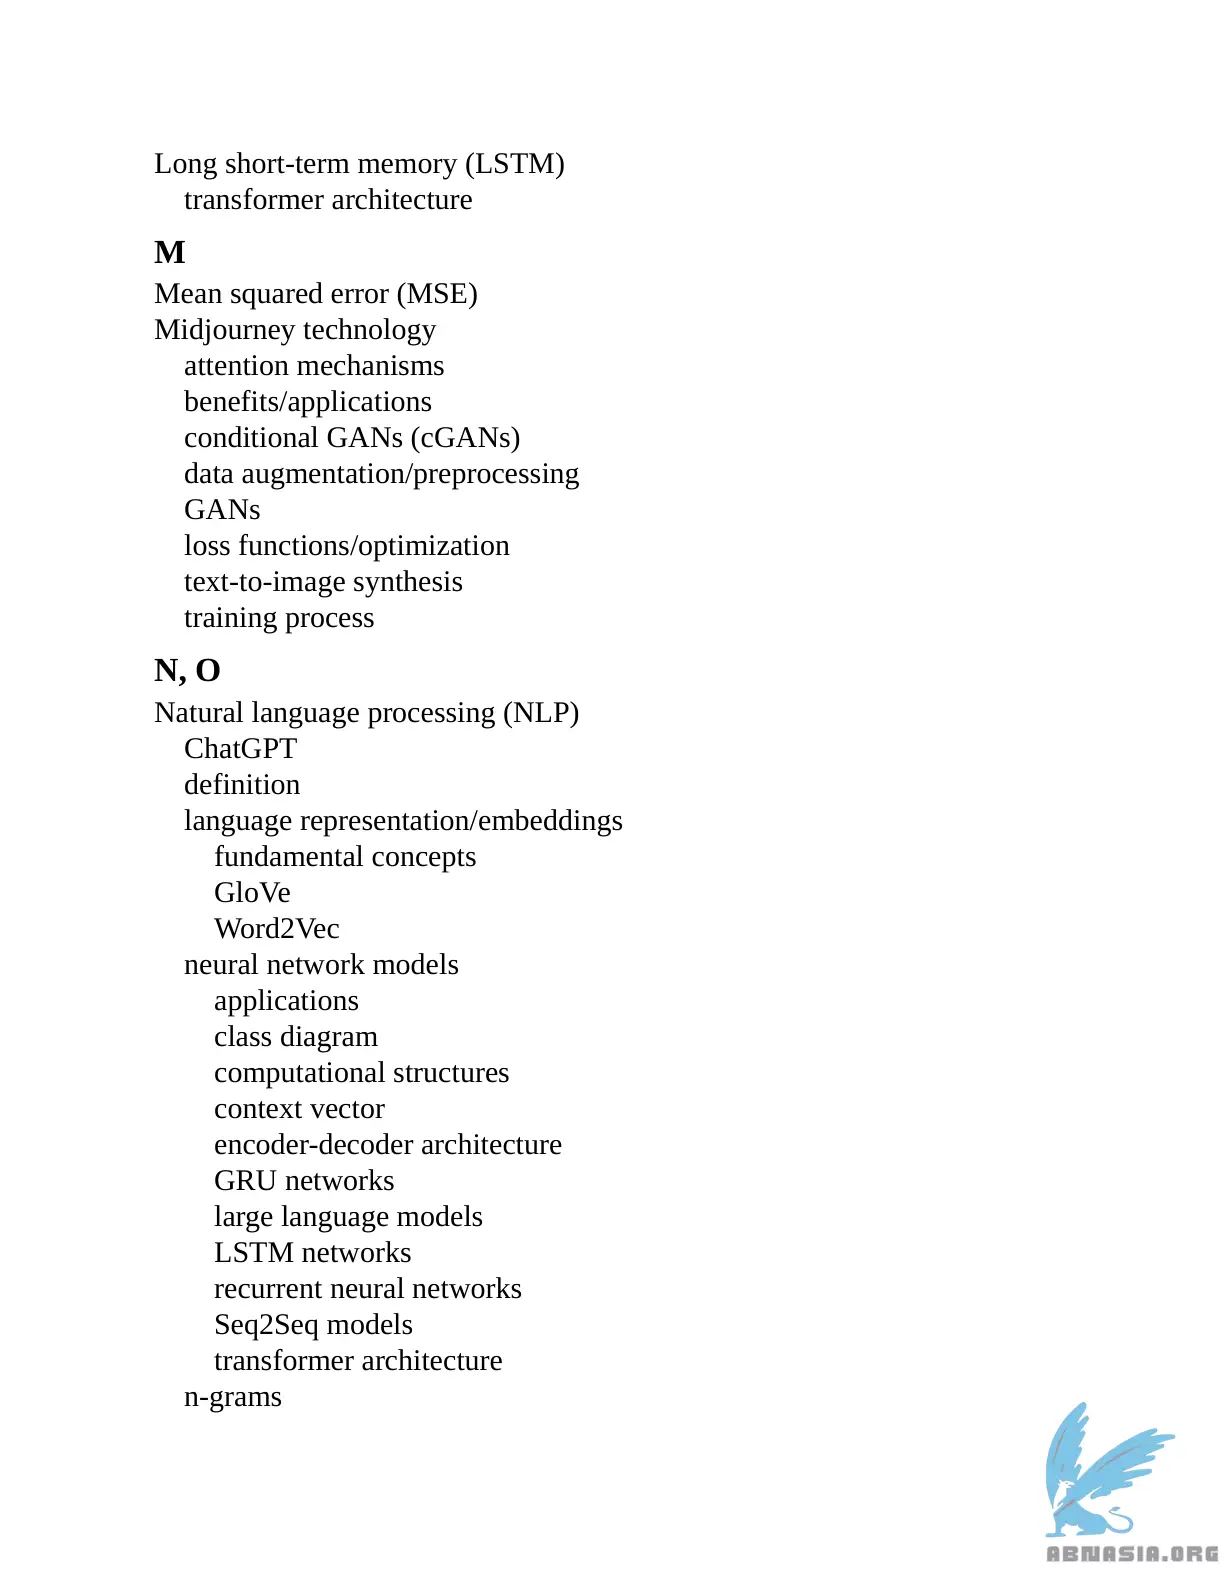 Long short-term memory (LSTM)
transformer architecture
M
Mean squared error (MSE)
Midjourney technology
attention mechanisms
benefits/applications
conditional GANs (cGANs)
data augmentation/preprocessing
GANs
loss functions/optimization
text-to-image synthesis
training process
N, O
Natural language processing (NLP)
ChatGPT
definition
language representation/embeddings
fundamental concepts
GloVe
Word2Vec
neural network models
applications
class diagram
computational structures
context vector
encoder-decoder architecture
GRU networks
large language models
LSTM networks
recurrent neural networks
Seq2Seq models
transformer architecture
n-grams
ABNASIA.ORG